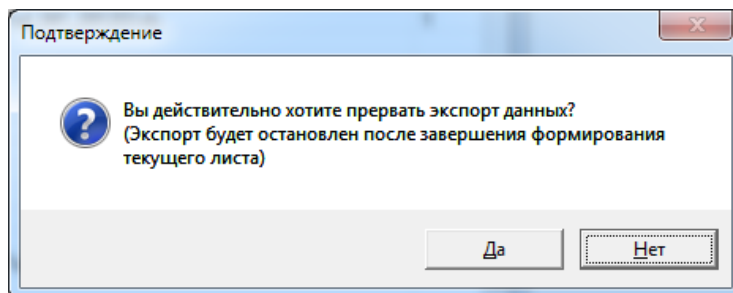 Подтверждение
Вы действительно хотите прервать экспорт данных?
(Экспорт будет остановлен после завершения формирования
текущего листа)
Да
Нет